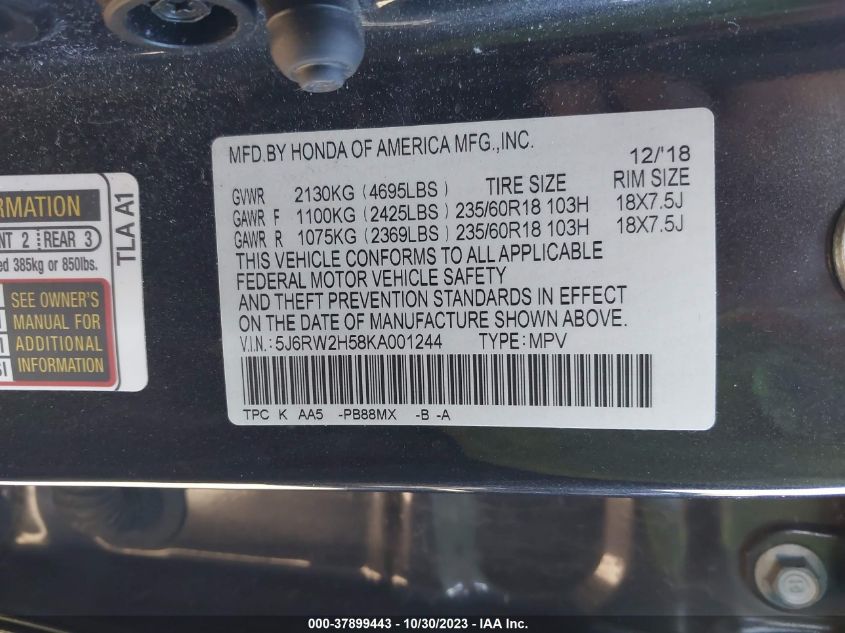 MFD.BY HONDA OF AMERICA MFG.,INC.
12/'18
GVWR 2130KG (4695LBS) TIRE SIZE RIM SIZE
GAWR F 1100KG (2425LBS) 235/60R18 103H 18X7.5J
GAWR R 1075KG (2369LBS) 235/60R18 103H 18X7.5J
THIS VEHICLE CONFORMS TO ALL APPLICABLE
FEDERAL MOTOR VEHICLE SAFETY
AND THEFT PREVENTION STANDARDS IN EFFECT
ON THE DATE OF MANUFACTURE SHOWN ABOVE.
V.I.N.: 5J6RW2H58KA001244 TYPE: MPV
TPC K AA5 -PB88MX -B -A
RMATION
NT 2 REAR 3
ed 385kg or 850lbs.
SEE OWNER'S
MANUAL FOR
ADDITIONAL
INFORMATION
TLA A1
000-37899443 - 10/30/2023 - IAA Inc.